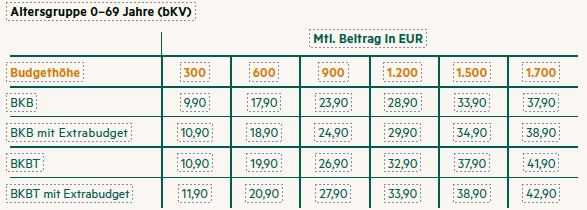 Altersgruppe 0–69 Jahre (bKV)
Mtl. Beitrag in EUR
Budgethöhe 300 600 900 1.200 1.500 1.700
BKB 9,90 17,90 23,90 28,90 33,90 37,90
BKB mit Extrabudget 10,90 18,90 24,90 29,90 34,90 38,90
BKBT 10,90 19,90 26,90 32,90 37,90 41,90
BKBT mit Extrabudget 11,90 20,90 27,90 33,90 38,90 42,90